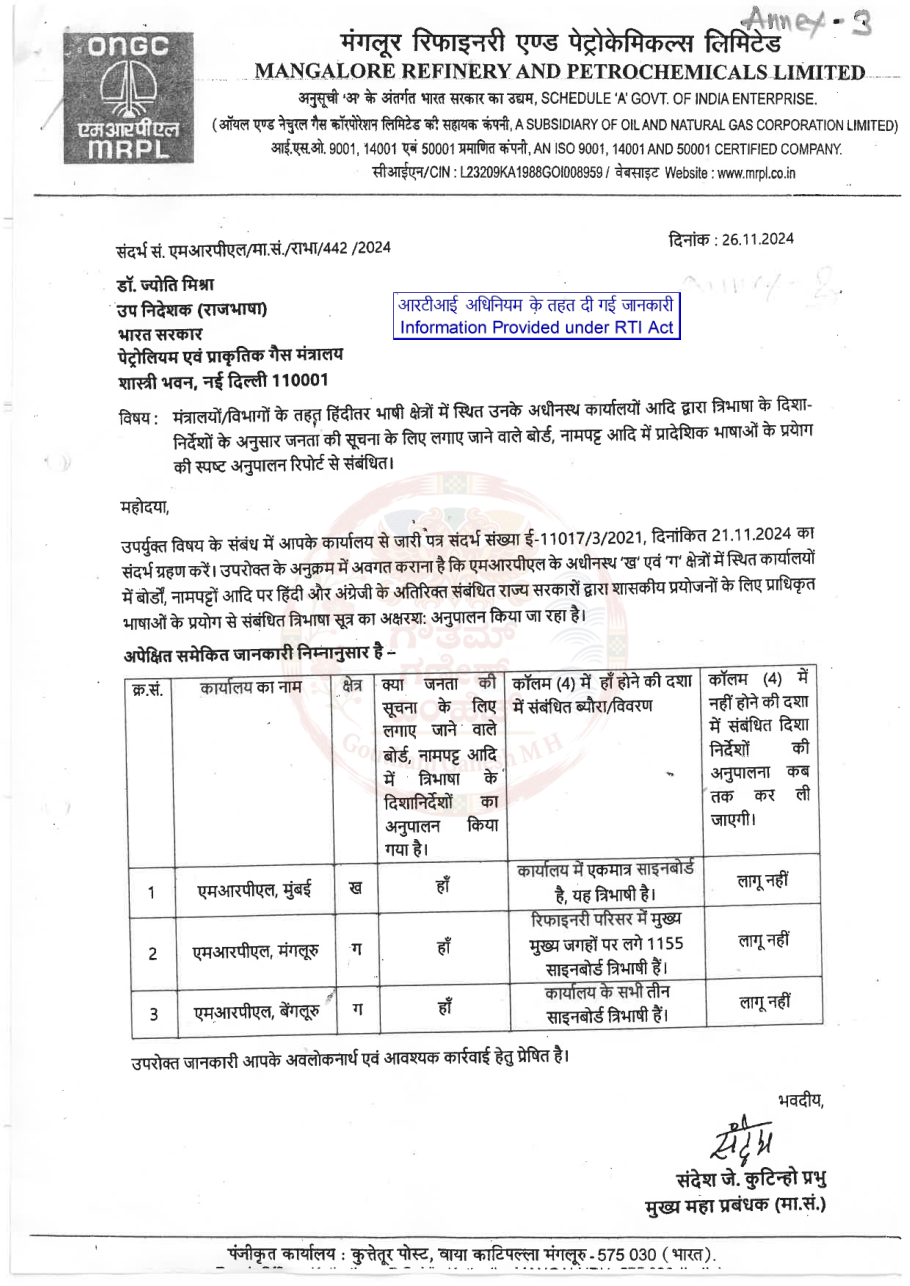 Annex - 3
ONGC
एमआरपीएल
MRPL
मंगलूर रिफाइनरी एण्ड पेट्रोकेमिकल्स लिमिटेड
MANGALORE REFINERY AND PETROCHEMICALS LIMITED
अनुसूची 'अ' के अंतर्गत भारत सरकार का उद्यम, SCHEDULE 'A' GOVT. OF INDIA ENTERPRISE.
(ऑयल एण्ड नेचुरल गैस कॉरपोरेशन लिमिटेड की सहायक कंपनी, A SUBSIDIARY OF OIL AND NATURAL GAS CORPORATION LIMITED)
आई.एस.ओ. 9001, 14001 एवं 50001 प्रमाणित कंपनी, AN ISO 9001, 14001 AND 50001 CERTIFIED COMPANY.
सीआईएन/CIN : L23209KA1988GOI008959 / वेबसाइट Website : www.mrpl.co.in
संदर्भ सं. एमआरपीएल/मा.सं./राभा/442 /2024
दिनांक : 26.11.2024
डॉ. ज्योति मिश्रा
उप निदेशक (राजभाषा)
भारत सरकार
पेट्रोलियम एवं प्राकृतिक गैस मंत्रालय
शास्त्री भवन, नई दिल्ली 110001
आरटीआई अधिनियम के तहत दी गई जानकारी
Information Provided under RTI Act
विषय : मंत्रालयों/विभागों के तहत हिंदीतर भाषी क्षेत्रों में स्थित उनके अधीनस्थ कार्यालयों आदि द्वारा त्रिभाषा के दिशा-
निर्देशों के अनुसार जनता की सूचना के लिए लगाए जाने वाले बोर्ड, नामपट्ट आदि में प्रादेशिक भाषाओं के प्रयोग
की स्पष्ट अनुपालन रिपोर्ट से संबंधित।
महोदया,
उपर्युक्त विषय के संबंध में आपके कार्यालय से जारी पत्र संदर्भ संख्या ई-11017/3/2021, दिनांकित 21.11.2024 का
संदर्भ ग्रहण करें। उपरोक्त के अनुक्रम में अवगत कराना है कि एमआरपीएल के अधीनस्थ 'ख' एवं 'ग' क्षेत्रों में स्थित कार्यालयों
में बोर्डों, नामपट्टों आदि पर हिंदी और अंग्रेजी के अतिरिक्त संबंधित राज्य सरकारों द्वारा शासकीय प्रयोजनों के लिए प्राधिकृत
भाषाओं के प्रयोग से संबंधित त्रिभाषा सूत्र का अक्षरश: अनुपालन किया जा रहा है।
ಗೌತಮ್
ಗಣೇಶ್
Goutham Ganesh M H
अपेक्षित समेकित जानकारी निम्नानुसार है –
क्र.सं.
कार्यालय का नाम
क्षेत्र
क्या जनता की
सूचना के लिए
लगाए जाने वाले
बोर्ड, नामपट्ट आदि
में त्रिभाषा के
दिशानिर्देशों का
अनुपालन किया
गया है।
कॉलम (4) में हाँ होने की दशा
में संबंधित ब्यौरा/विवरण
कॉलम (4) में
नहीं होने की दशा
में संबंधित दिशा
निर्देशों की
अनुपालना कब
तक कर ली
जाएगी।
1
एमआरपीएल, मुंबई
ख
हाँ
कार्यालय में एकमात्र साइनबोर्ड
है, यह त्रिभाषी है।
लागू नहीं
2
एमआरपीएल, मंगलूरु
ग
हाँ
रिफाइनरी परिसर में मुख्य
मुख्य जगहों पर लगे 1155
साइनबोर्ड त्रिभाषी हैं।
लागू नहीं
3
एमआरपीएल, बेंगलूरु
ग
हाँ
कार्यालय के सभी तीन
साइनबोर्ड त्रिभाषी हैं।
लागू नहीं
उपरोक्त जानकारी आपके अवलोकनार्थ एवं आवश्यक कार्रवाई हेतु प्रेषित है।
भवदीय,
संदेश जे. कुटिन्हो प्रभु
मुख्य महा प्रबंधक (मा.सं.)
पंजीकृत कार्यालय : कुत्तेतूर पोस्ट, वाया काटिपल्ला मंगलूरु - 575 030 (भारत).